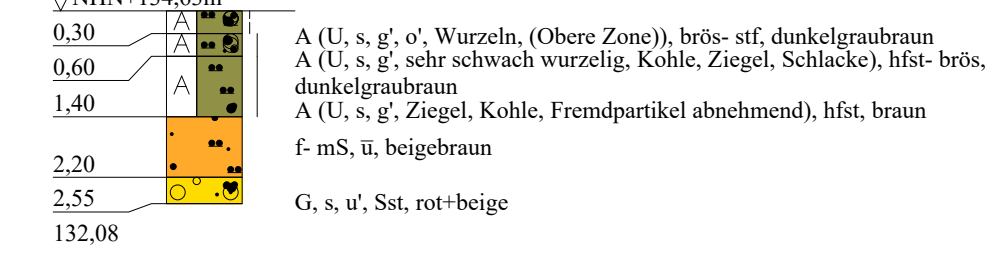 0,30
A
A (U, s, g', o', Wurzeln, (Obere Zone)), brös- stf, dunkelgraubraun
A
0,60
A (U, s, g', sehr schwach wurzelig, Kohle, Ziegel, Schlacke), hfst- brös,
dunkelgraubraun
A
1,40
A (U, s, g', Ziegel, Kohle, Fremdpartikel abnehmend), hfst, braun
f- mS, u̅, beigebraun
2,20
2,55
G, s, u', Sst, rot+beige
132,08